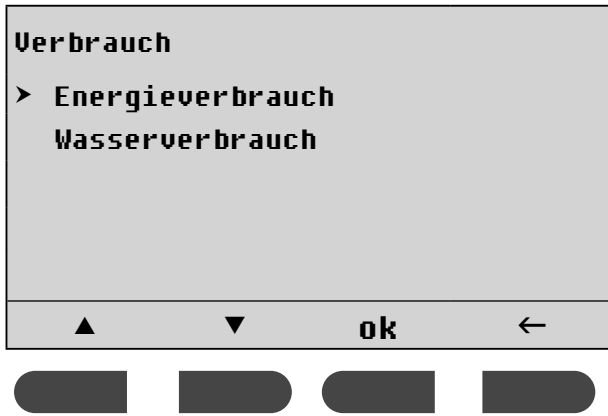 Verbrauch
➤ Energieverbrauch
Wasserverbrauch
▲ ▼ ok ←